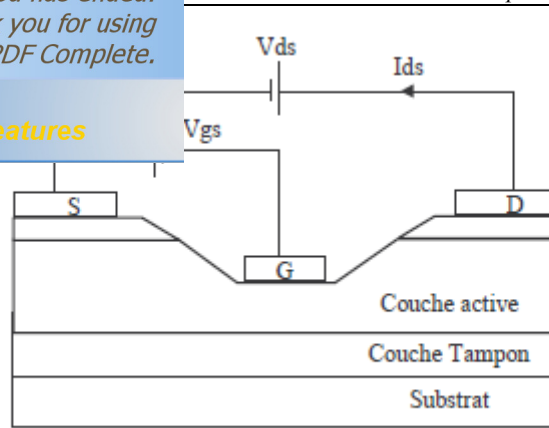 you for using
PDF Complete.
eatures
Vds
Ids
Vgs
S
D
G
Couche active
Couche Tampon
Substrat